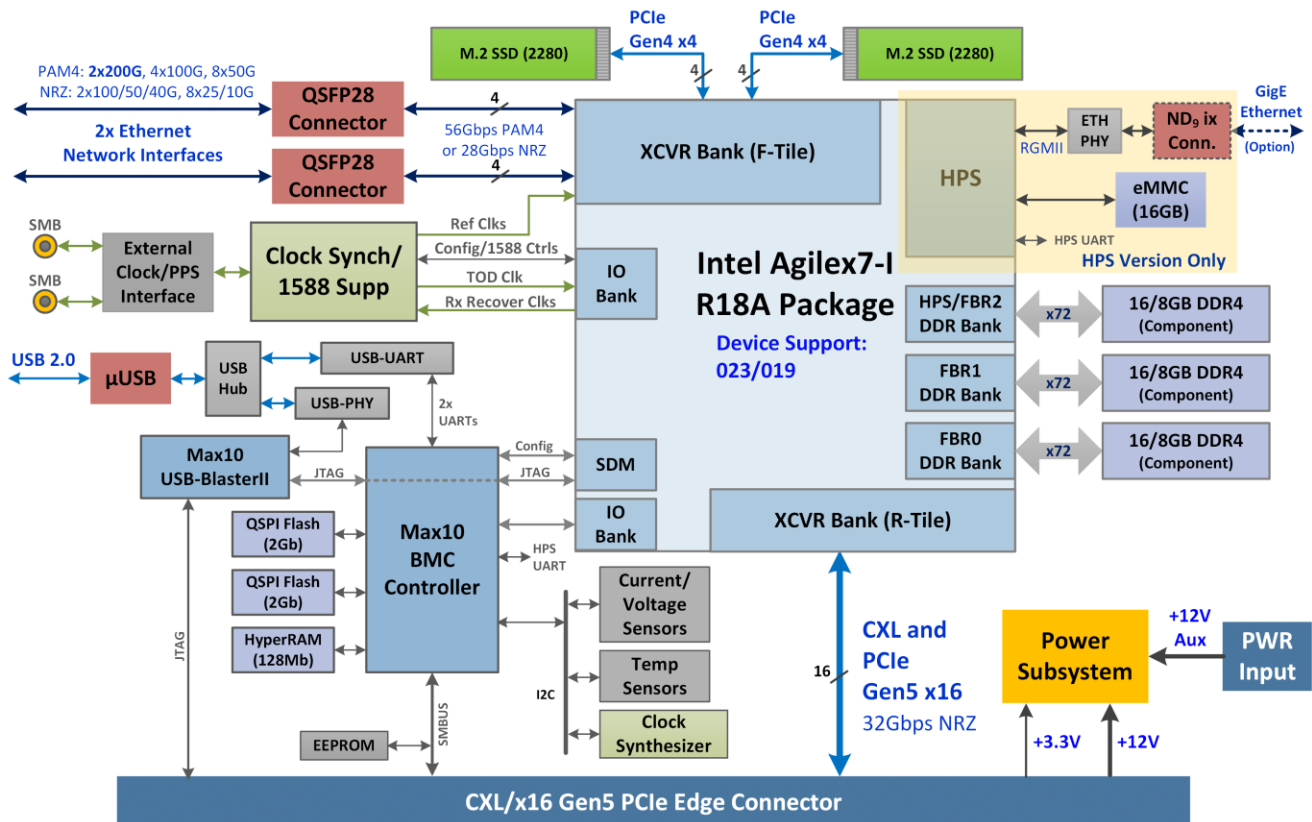 PCIe
Gen4 x4
PCIe
Gen4 x4
M.2 SSD (2280)
M.2 SSD (2280)
4
4
PAM4: 2x200G, 4x100G, 8x50G
NRZ: 2x100/50/40G, 8x25/10G
2x Ethernet
Network Interfaces
QSFP28
Connector
QSFP28
Connector
4
56Gbps PAM4
or 28Gbps NRZ
4
XCVR Bank (F-Tile)
HPS
RGMII
ETH
PHY
ND9 ix
Conn.
GigE
Ethernet
(Option)
eMMC
(16GB)
HPS UART
HPS Version Only
SMB
SMB
External
Clock/PPS
Interface
Clock Synch/
1588 Supp
Ref Clks
Config/1588 Ctrls
TOD Clk
Rx Recover Clks
IO
Bank
Intel Agilex7-I
R18A Package
Device Support:
023/019
HPS/FBR2
DDR Bank
x72
16/8GB DDR4
(Component)
FBR1
DDR Bank
x72
16/8GB DDR4
(Component)
FBR0
DDR Bank
x72
16/8GB DDR4
(Component)
USB 2.0
µUSB
USB
Hub
USB-UART
USB-PHY
2x
UARTs
Max10
USB-BlasterII
JTAG
Config
JTAG
SDM
IO
Bank
XCVR Bank (R-Tile)
QSPI Flash
(2Gb)
QSPI Flash
(2Gb)
HyperRAM
(128Mb)
Max10
BMC
Controller
HPS
UART
JTAG
I2C
Current/
Voltage
Sensors
Temp
Sensors
Clock
Synthesizer
EEPROM
SMBUS
16
CXL and
PCIe
Gen5 x16
32Gbps NRZ
Power
Subsystem
+12V
Aux
PWR
Input
+3.3V
+12V
CXL/x16 Gen5 PCIe Edge Connector